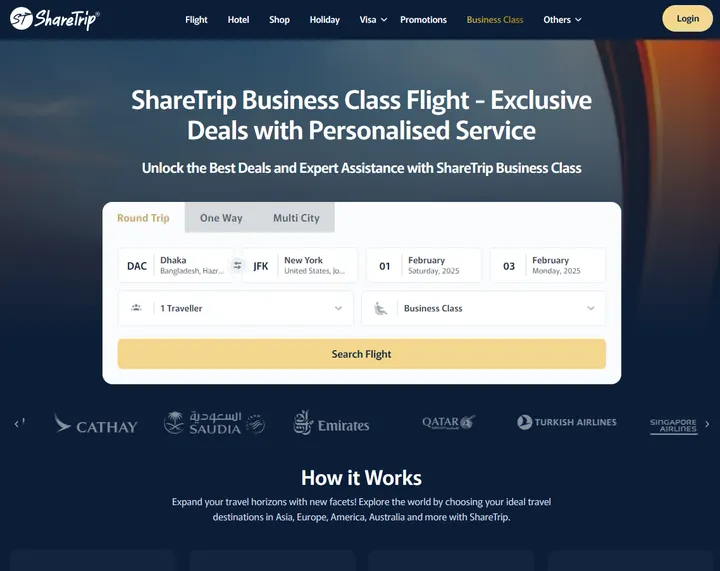 ST ShareTrip
Flight Hotel Shop Holiday Visa Promotions Business Class Others Login
ShareTrip Business Class Flight - Exclusive
Deals with Personalised Service
Unlock the Best Deals and Expert Assistance with ShareTrip Business Class
Round Trip One Way Multi City
DAC Dhaka
Bangladesh, Hazr...
JFK New York
United States, Jo...
01 February
Saturday, 2025
03 February
Monday, 2025
1 Traveller
Business Class
Search Flight
CATHAY
السعودية
SAUDIA
Emirates
QATAR
TURKISH AIRLINES
SINGAPORE
AIRLINES
How it Works
Expand your travel horizons with new facets! Explore the world by choosing your ideal travel
destinations in Asia, Europe, America, Australia and more with ShareTrip.